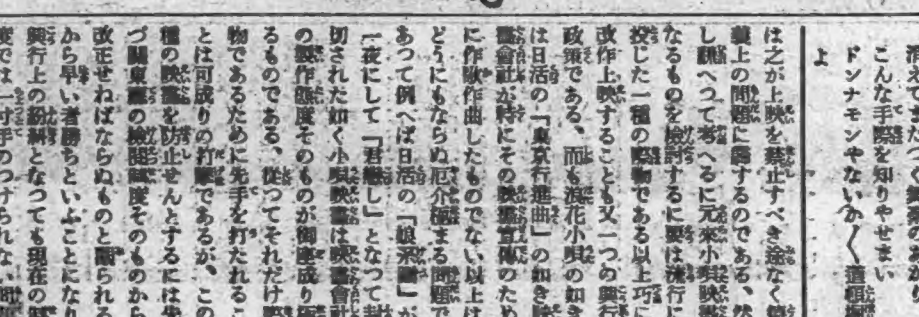 こんな手際を知りやせまい
ドンナモンヤないか〱道頓堀
よ
は之が上映を禁止すべき途なく
業上の問題に屬するのである、然
し飜へつて考へるに元來小唄映畫
なるものを檢討するに要は流行に
投じた一種の際物である以上巧に
改作上映することも又一つの興行
政策である、而も浪花小唄の如き
は日活の「東京行進曲」の如き映
畫會社が特にその映畫宣傳のため
に作歌作曲したものでない以上は
どうにもならぬ厄介極まる問題で
あつて例へば日活の「娘」が
一夜にして「君戀し」となつて封
切された如く小唄映畫は映畫會社
の製作態度そのものが御座成り
るものである、從つてそれだけ際
物であるために先手を打たれるこ
とは可成りの打撃であるが、この
種の映畫を防止せんとするには先
づ關東廳の檢閲制度そのものから
改正せねばならぬものと觀られる
から早い者勝ちといふことになり
興行上の紛糾となつても現在の制
度では一寸手のつけられない